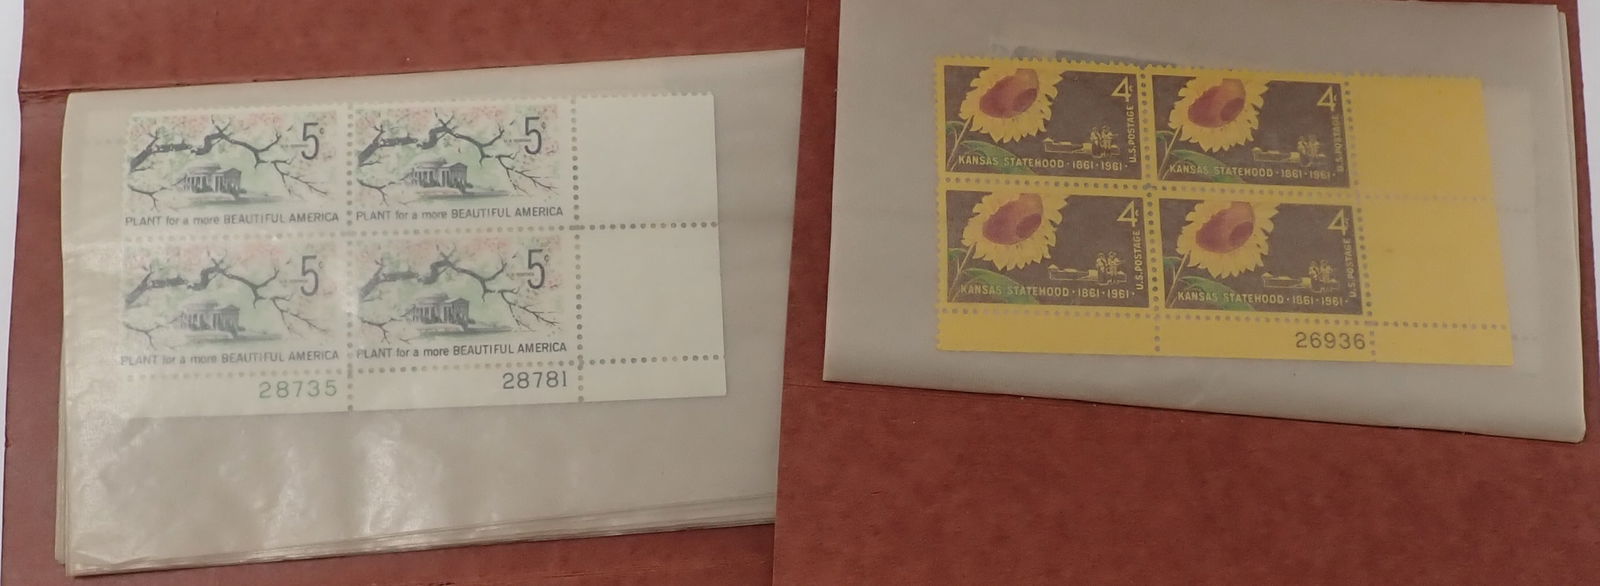 5¢ 5¢
PLANT for a more BEAUTIFUL AMERICA PLANT for a more BEAUTIFUL AMERICA
5¢ 5¢
PLANT for a more BEAUTIFUL AMERICA PLANT for a more BEAUTIFUL AMERICA
28735 28781
4¢ 4¢
U.S. POSTAGE U.S. POSTAGE
KANSAS STATEHOOD · 1861 · 1961 · KANSAS STATEHOOD · 1861 · 1961 ·
4¢ 4¢
U.S. POSTAGE U.S. POSTAGE
KANSAS STATEHOOD · 1861 · 1961 · KANSAS STATEHOOD · 1861 · 1961 ·
26936